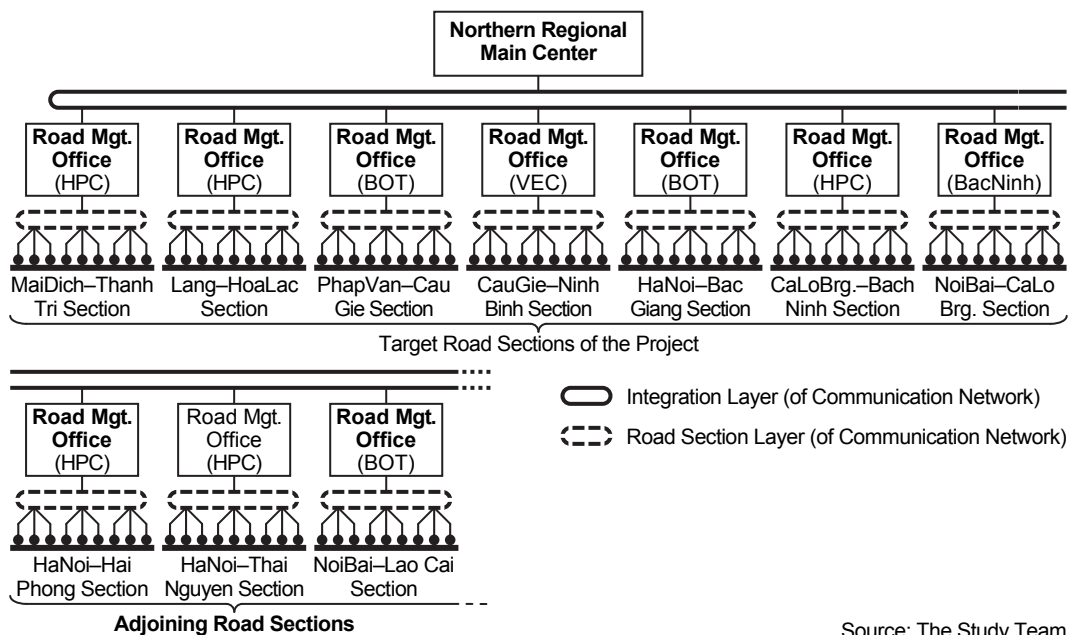 Northern Regional
Main Center
Road Mgt.
Office
(HPC)
Road Mgt.
Office
(HPC)
Road Mgt.
Office
(BOT)
Road Mgt.
Office
(VEC)
Road Mgt.
Office
(BOT)
Road Mgt.
Office
(HPC)
Road Mgt.
Office
(BacNinh)
MaiDich–Thanh
Tri Section
Lang–HoaLac
Section
PhapVan–Cau
Gie Section
CauGie–Ninh
Binh Section
HaNoi–Bac
Giang Section
CaLoBrg.–Bach
Ninh Section
NoiBai–CaLo
Brg. Section
Target Road Sections of the Project
Road Mgt.
Office
(HPC)
Road Mgt.
Office
(HPC)
Road Mgt.
Office
(BOT)
Integration Layer (of Communication Network)
Road Section Layer (of Communication Network)
HaNoi–Hai
Phong Section
HaNoi–Thai
Nguyen Section
NoiBai–Lao Cai
Section
Adjoining Road Sections
Source: The Study Team